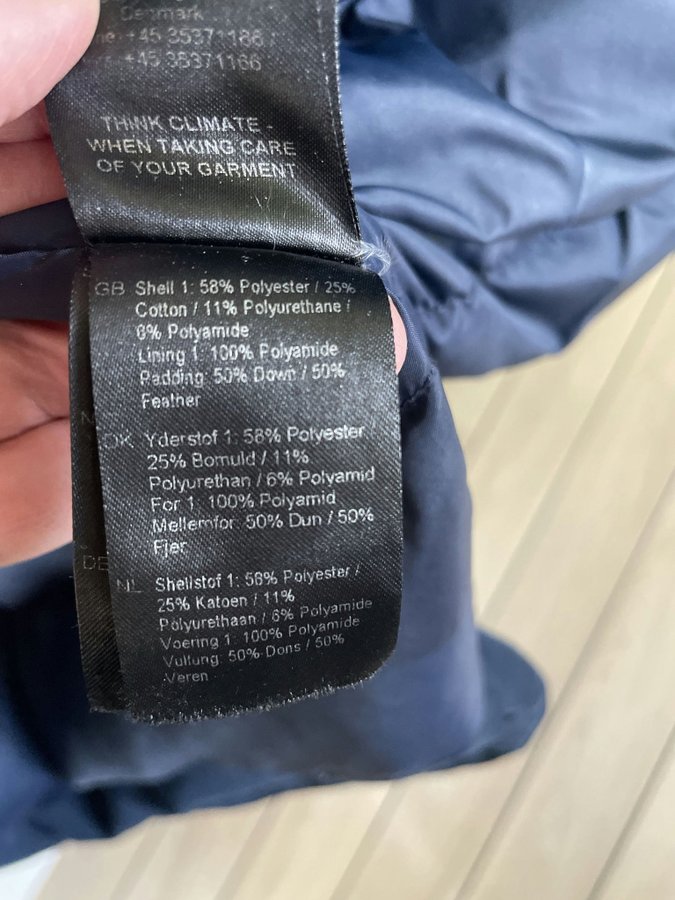 Denmark
+45 35371186 /
+45 35371166
THINK CLIMATE -
WHEN TAKING CARE
OF YOUR GARMENT
GB Shell 1: 58% Polyester / 25%
Cotton / 11% Polyurethane /
6% Polyamide
Lining 1: 100% Polyamide
Padding: 50% Down / 50%
Feather
DK Yderstof 1: 58% Polyester /
25% Bomuld / 11%
Polyurethan / 6% Polyamid
For 1: 100% Polyamid
Mellemfor: 50% Dun / 50%
Fjer
DE
NL Shellstof 1: 58% Polyester /
25% Katoen / 11%
Polyurethaan / 6% Polyamide
Voering 1: 100% Polyamide
Vulling: 50% Dons / 50%
Veren